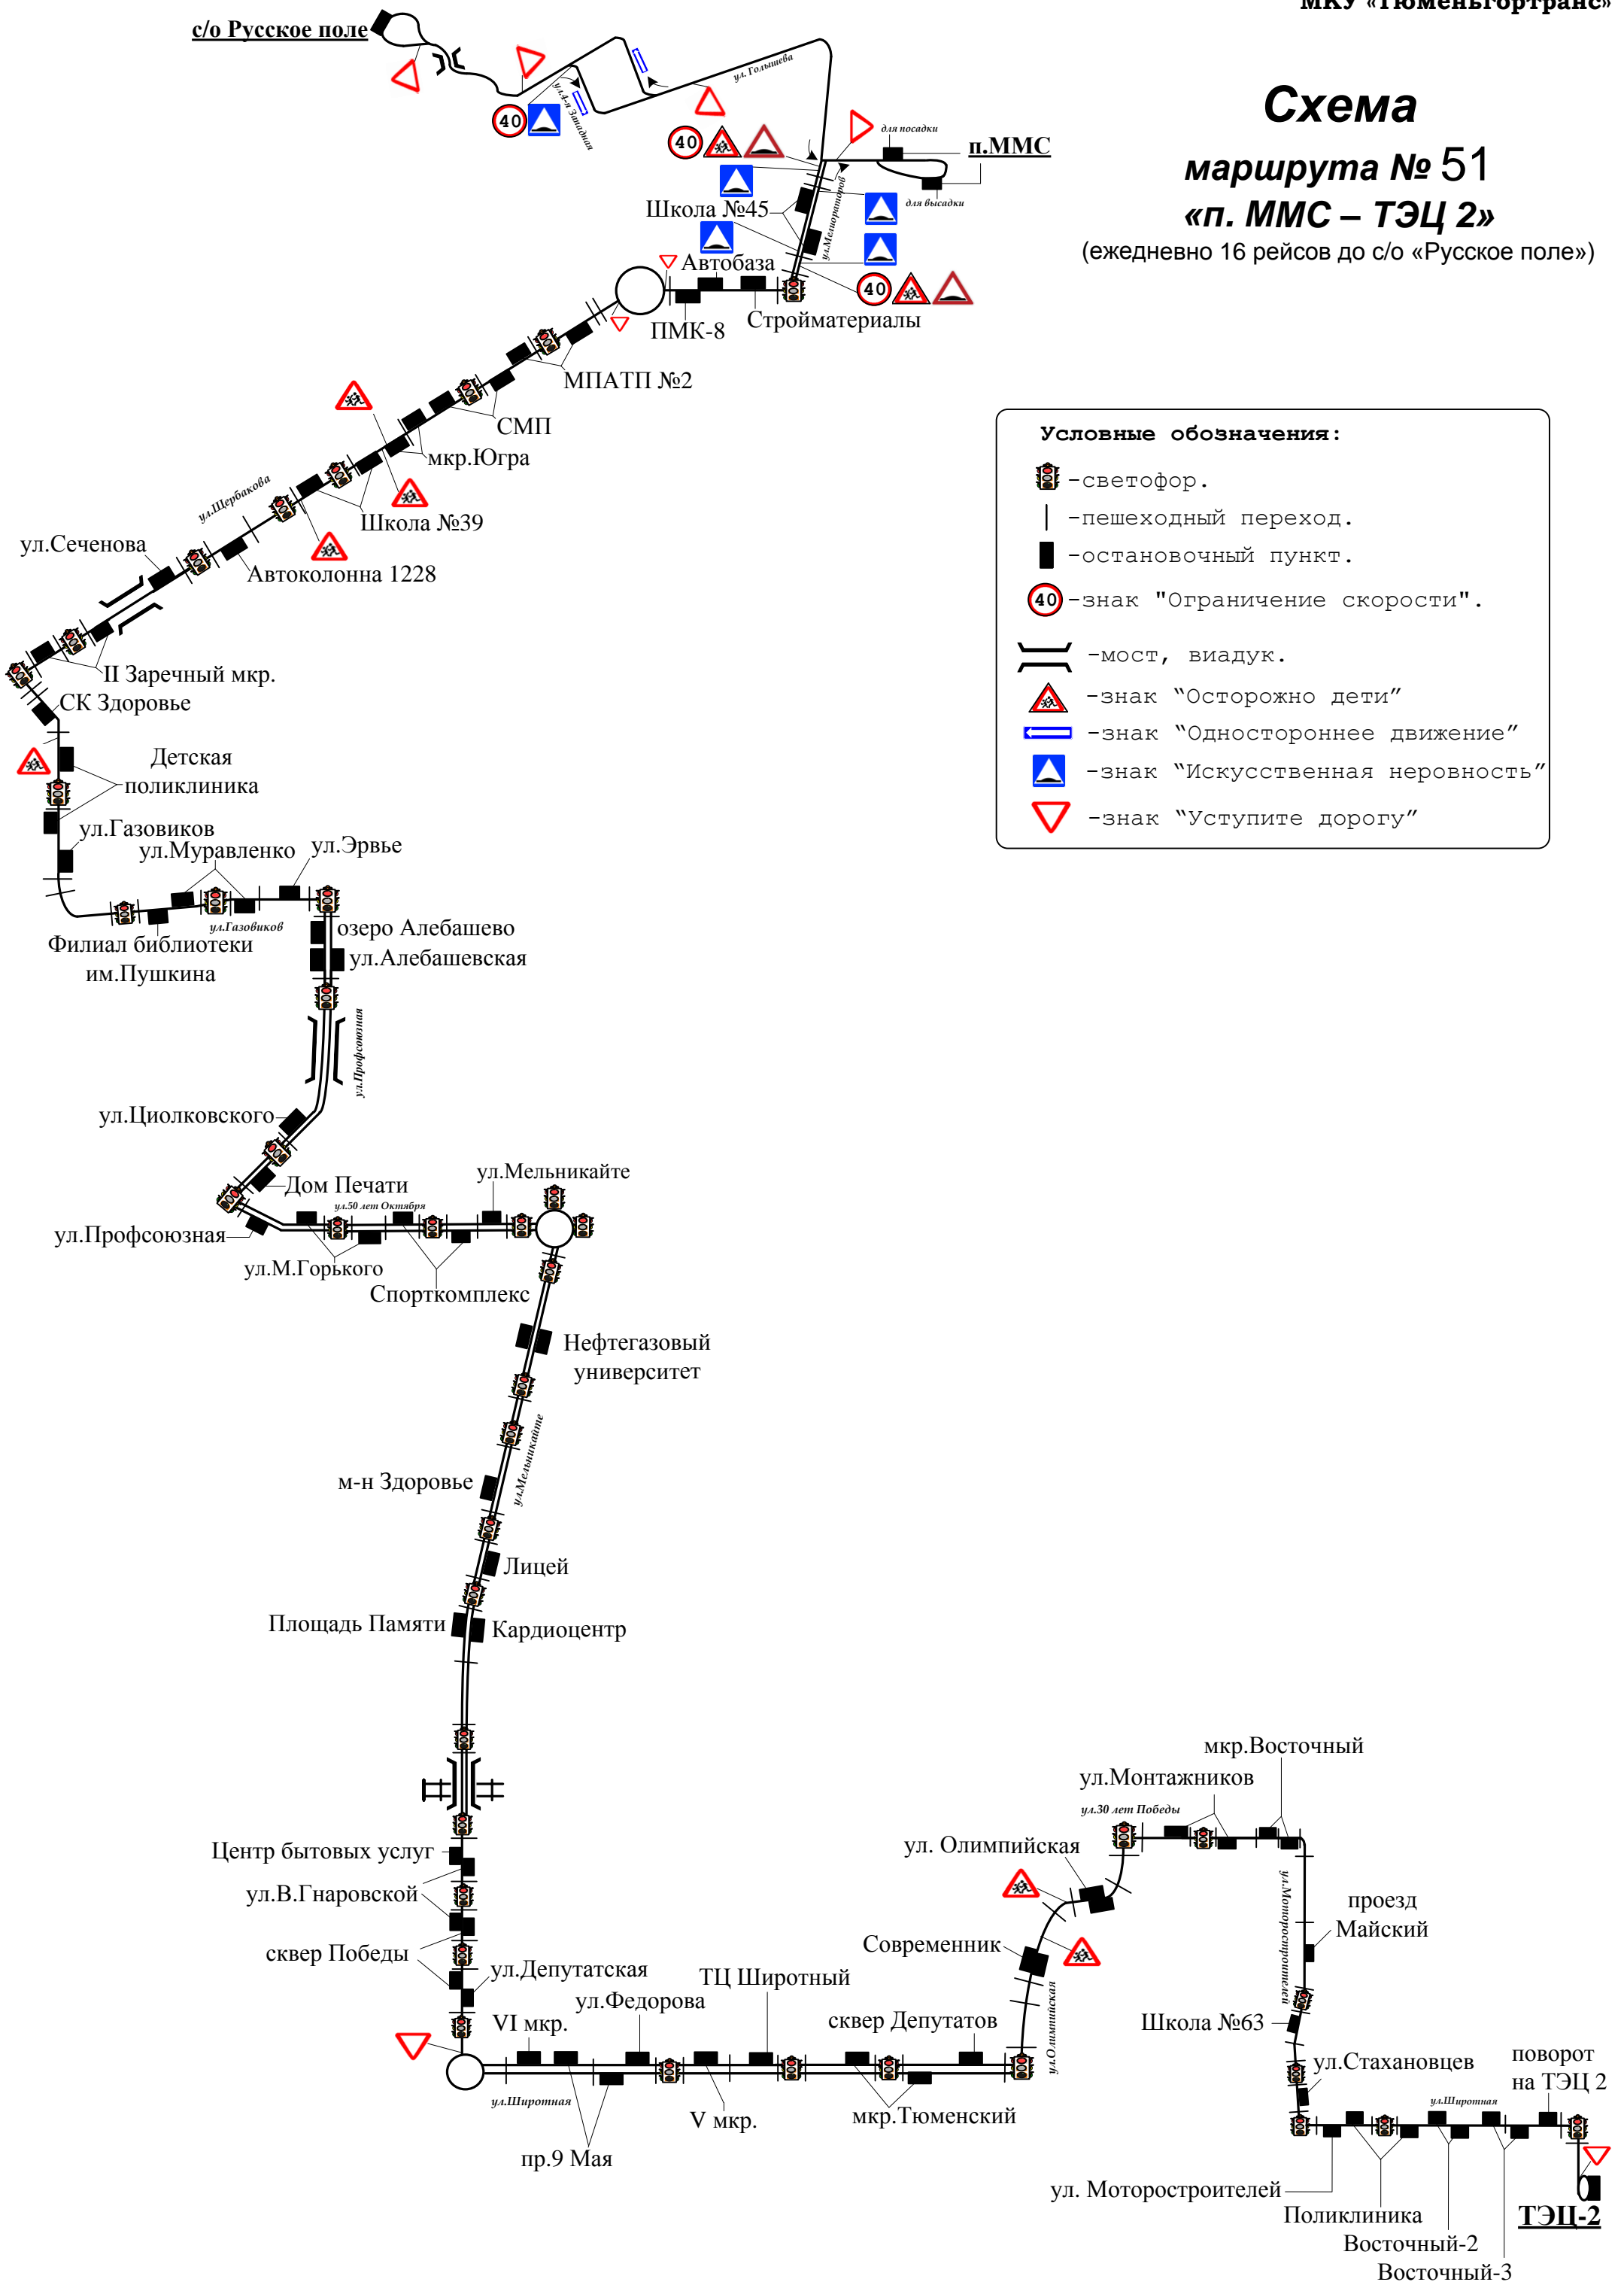 МКУ «Тюменьгортранс»
Схема
маршрута № 51
«п. ММС – ТЭЦ 2»
(ежедневно 16 рейсов до с/о «Русское поле»)
с/о Русское поле
ул. Голышева
ул.4-я Западная
40
40
для посадки
п.ММС
для высадки
Школа №45
ул.Мелиораторов
Автобаза
40
ПМК-8
Стройматериалы
МПАТП №2
СМП
мкр.Югра
ул.Щербакова
Школа №39
ул.Сеченова
Автоколонна 1228
II Заречный мкр.
СК Здоровье
Детская
поликлиника
ул.Газовиков
ул.Муравленко
ул.Эрвье
ул.Газовиков
Филиал библиотеки
им.Пушкина
озеро Алебашево
ул.Алебашевская
ул.Профсоюзная
ул.Циолковского
Дом Печати
ул.50 лет Октября
ул.Мельникайте
ул.Профсоюзная
ул.М.Горького
Спорткомплекс
Нефтегазовый
университет
ул.Мельникайте
м-н Здоровье
Лицей
Площадь Памяти
Кардиоцентр
Центр бытовых услуг
ул.В.Гнаровской
сквер Победы
ул.Депутатская
VI мкр.
ул.Федорова
ТЦ Широтный
сквер Депутатов
ул.Широтная
пр.9 Мая
V мкр.
мкр.Тюменский
ул.Олимпийская
Современник
ул. Олимпийская
ул.30 лет Победы
ул.Монтажников
мкр.Восточный
ул.Моторостроителей
проезд
Майский
Школа №63
ул.Стахановцев
поворот
на ТЭЦ 2
ул.Широтная
ул. Моторостроителей
Поликлиника
Восточный-2
Восточный-3
ТЭЦ-2
Условные обозначения:
-светофор.
-пешеходный переход.
-остановочный пункт.
40 -знак "Ограничение скорости".
-мост, виадук.
-знак “Осторожно дети”
-знак “Одностороннее движение”
-знак “Искусственная неровность”
-знак “Уступите дорогу”